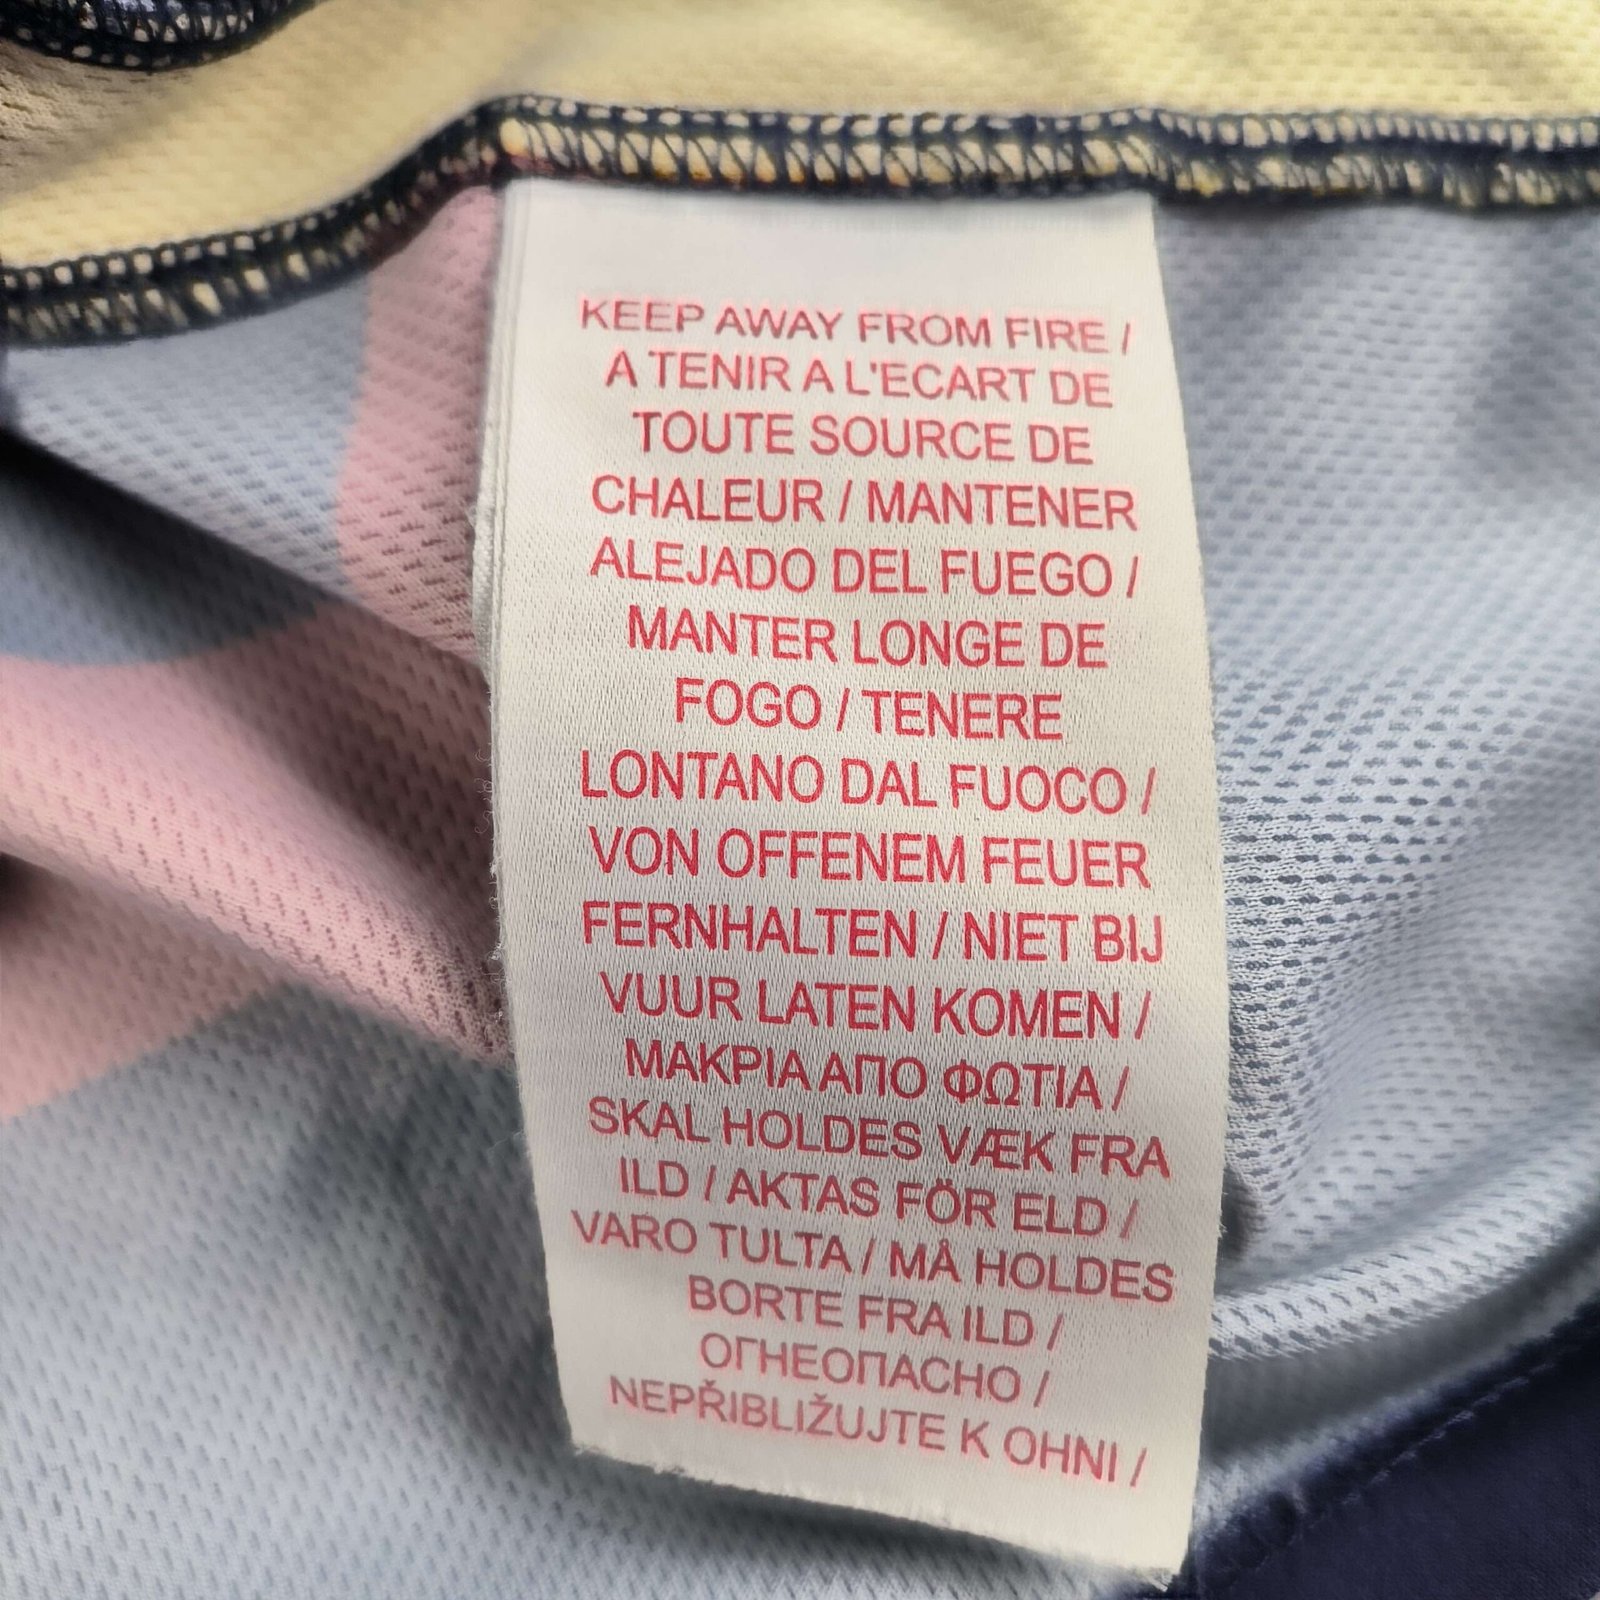 KEEP AWAY FROM FIRE /
A TENIR A L'ECART DE
TOUTE SOURCE DE
CHALEUR / MANTENER
ALEJADO DEL FUEGO /
MANTER LONGE DE
FOGO / TENERE
LONTANO DAL FUOCO /
VON OFFENEM FEUER
FERNHALTEN / NIET BIJ
VUUR LATEN KOMEN /
ΜΑΚΡΙΑ ΑΠΟ ΦΩΤΙΑ /
SKAL HOLDES VÆK FRA
ILD / AKTAS FÖR ELD /
VARO TULTA / MÅ HOLDES
BORTE FRA ILD /
ОГНЕОПАСНО /
NEPŘIBLIŽUJTE K OHNI /